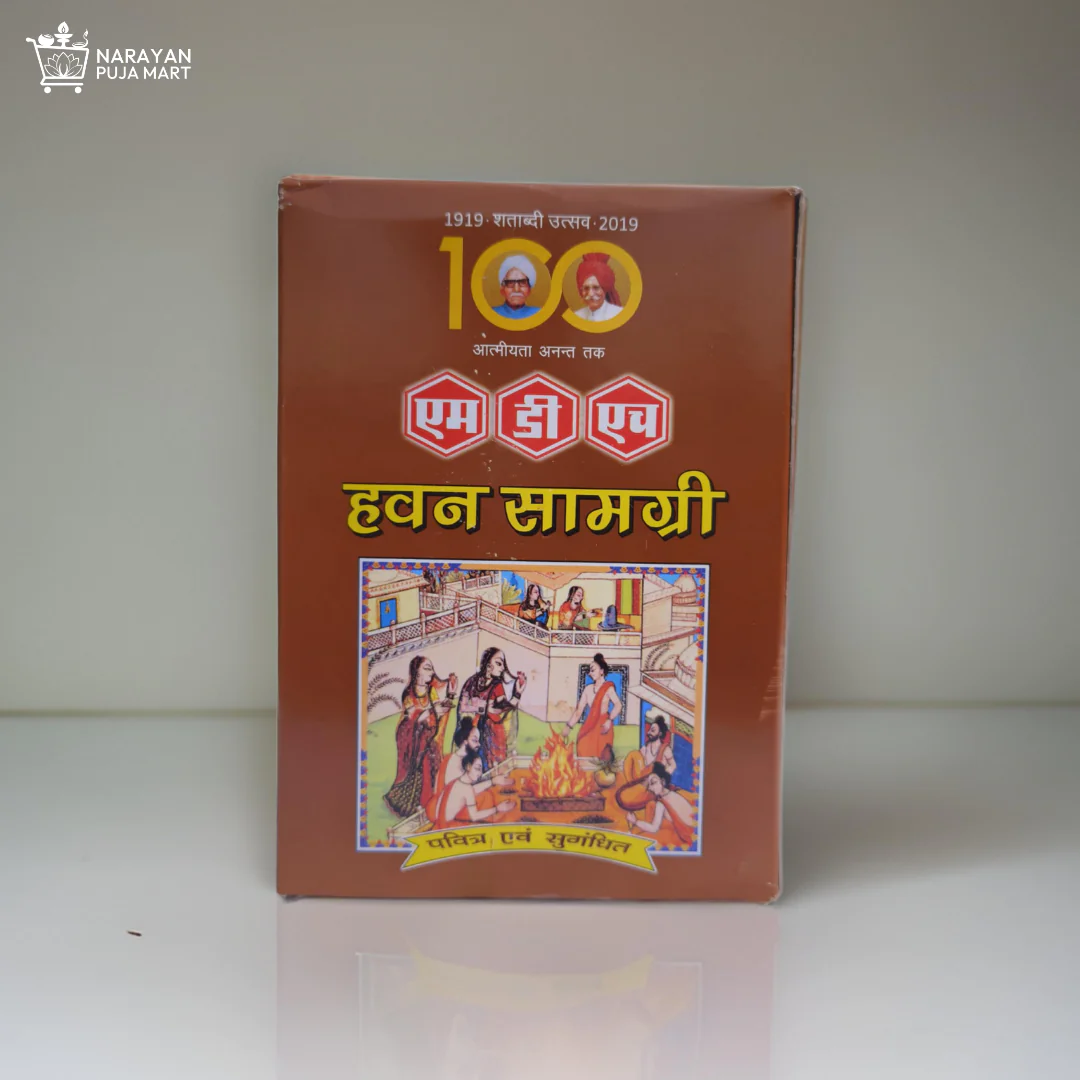 NARAYAN
PUJA MART
1919·शताब्दी उत्सव·2019
100
आत्मीयता अनन्त तक
एम डी एच
हवन सामग्री
पवित्र एवं सुगंधित